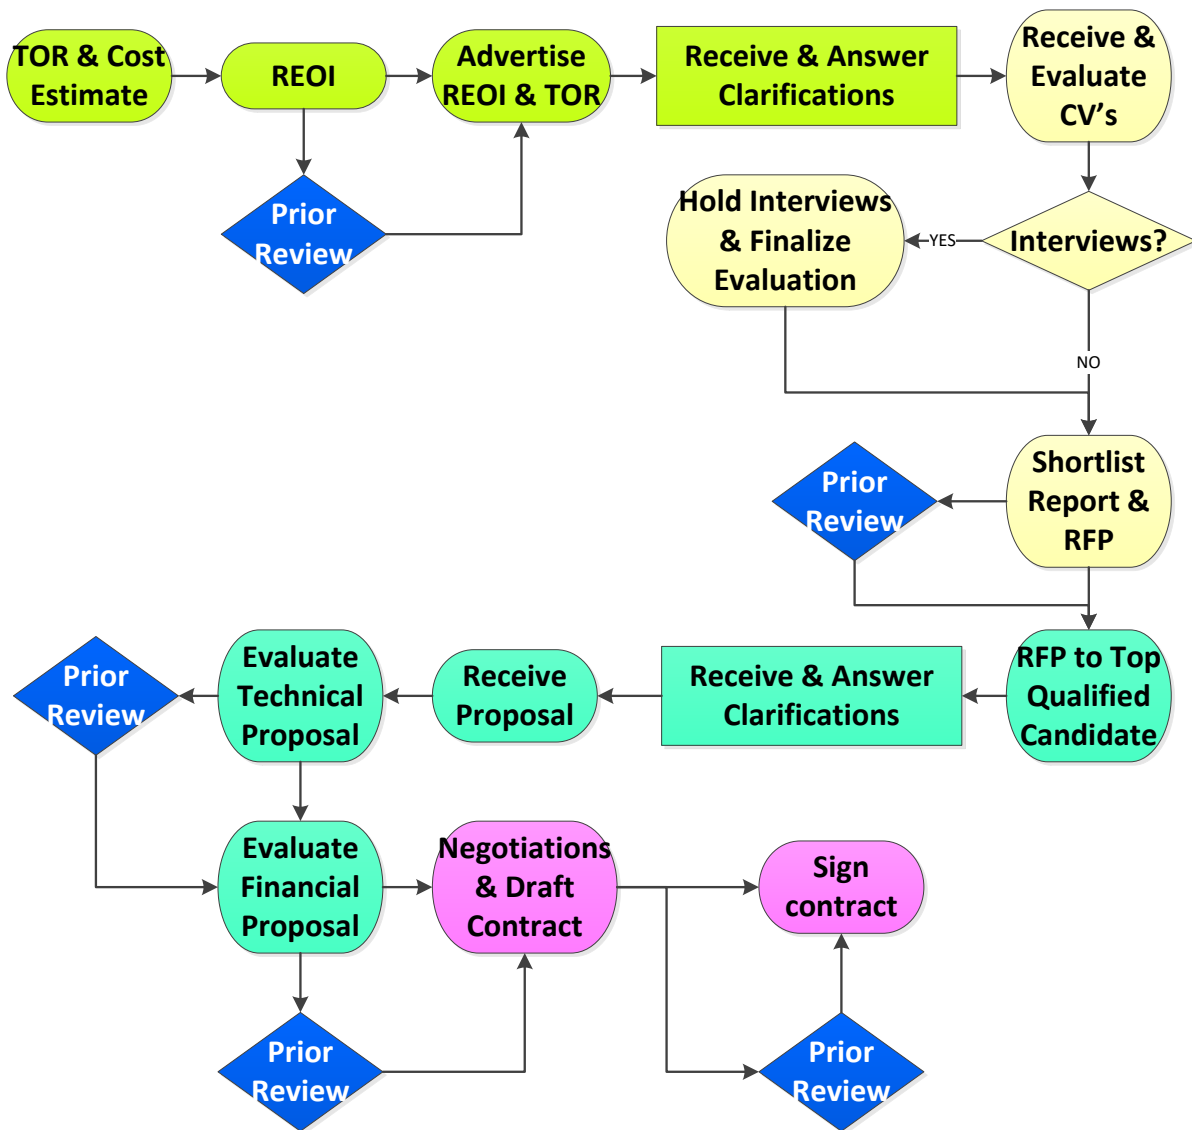 TOR & Cost
Estimate
REOI
Advertise
REOI & TOR
Receive & Answer
Clarifications
Receive &
Evaluate
CV's
Prior
Review
Hold Interviews
& Finalize
Evaluation
YES
Interviews?
NO
Prior
Review
Shortlist
Report &
RFP
Prior
Review
Evaluate
Technical
Proposal
Receive
Proposal
Receive & Answer
Clarifications
RFP to Top
Qualified
Candidate
Evaluate
Financial
Proposal
Negotiations
& Draft
Contract
Sign
contract
Prior
Review
Prior
Review